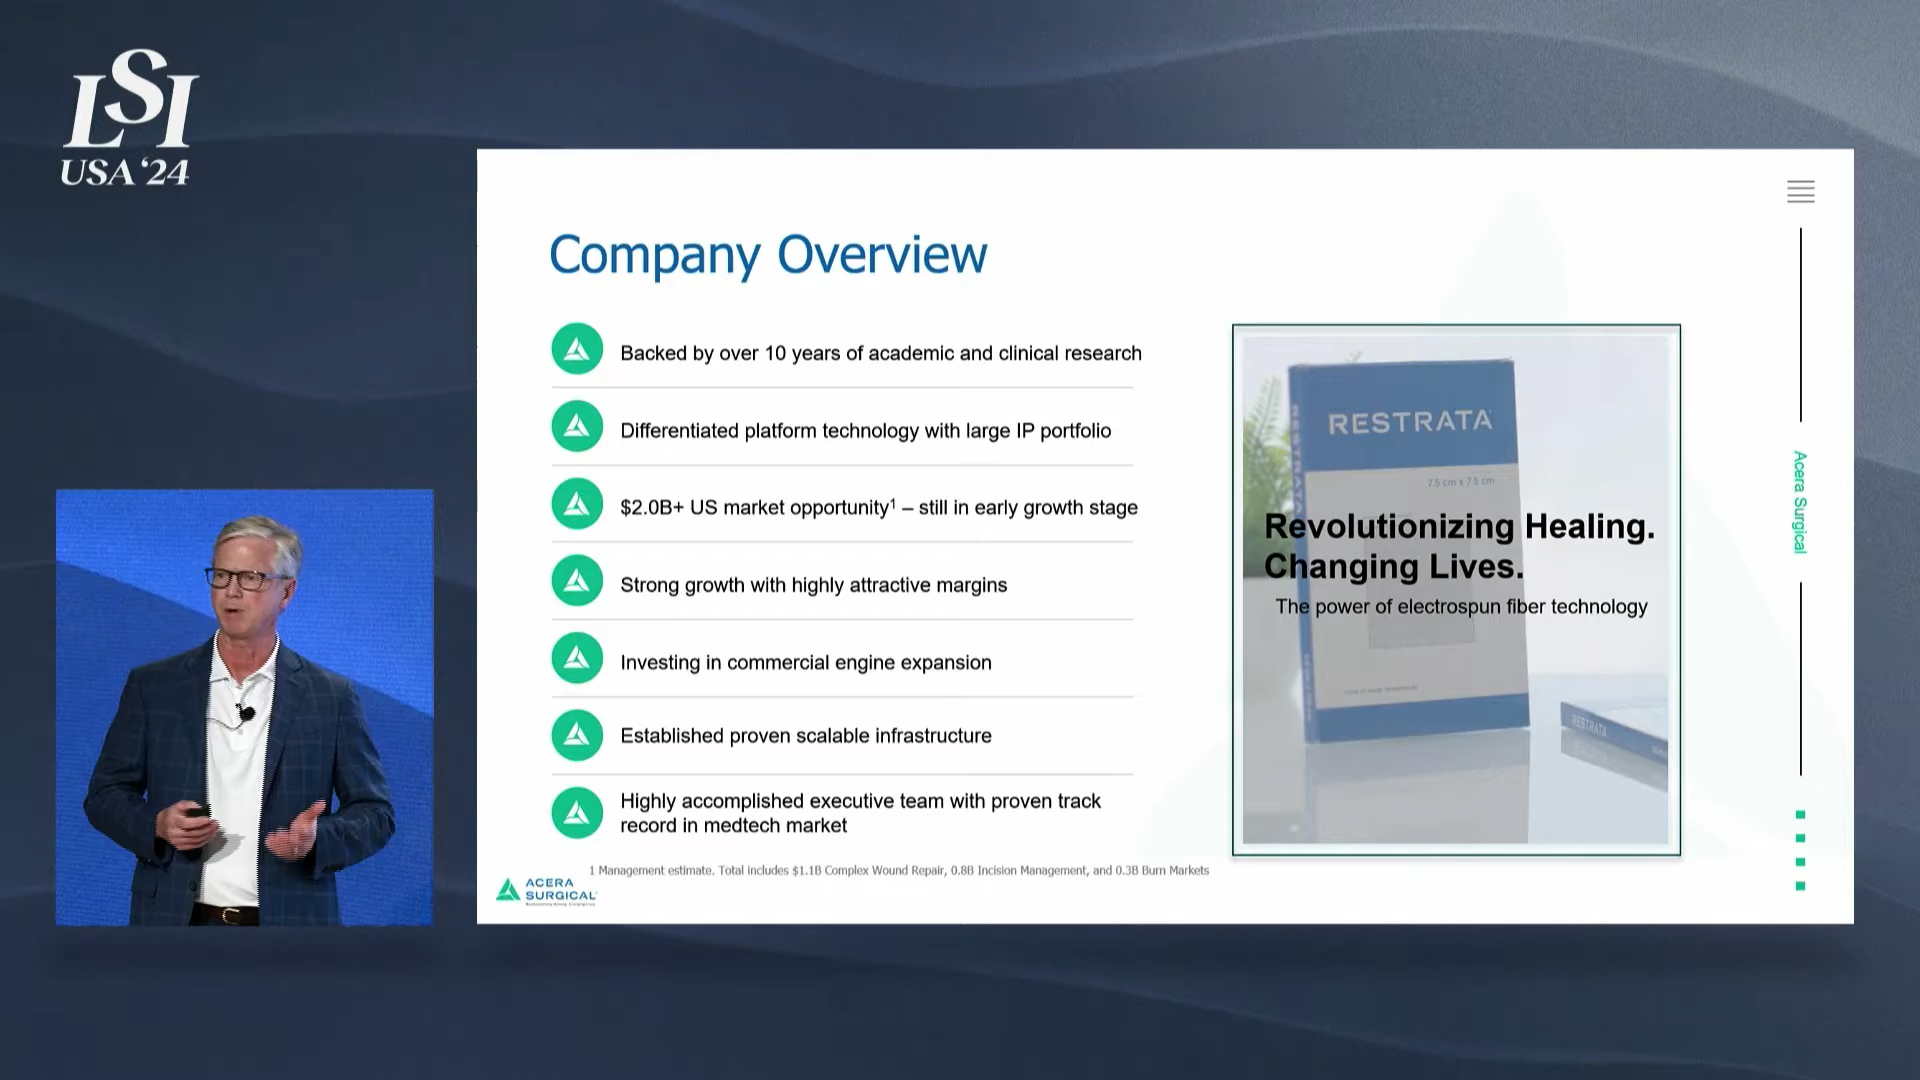 LSI
USA '24
Company Overview
Backed by over 10 years of academic and clinical research
Differentiated platform technology with large IP portfolio
$2.0B+ US market opportunity¹ – still in early growth stage
Strong growth with highly attractive margins
Investing in commercial engine expansion
Established proven scalable infrastructure
Highly accomplished executive team with proven track
record in medtech market
1 Management estimate. Total includes $1.1B Complex Wound Repair, 0.8B Incision Management, and 0.3B Burn Markets
ACERA
SURGICAL
RESTRATA
RESTRATA
7.5 cm x 7.5 cm
Revolutionizing Healing.
Changing Lives.
The power of electrospun fiber technology
RESTRATA
Acera Surgical